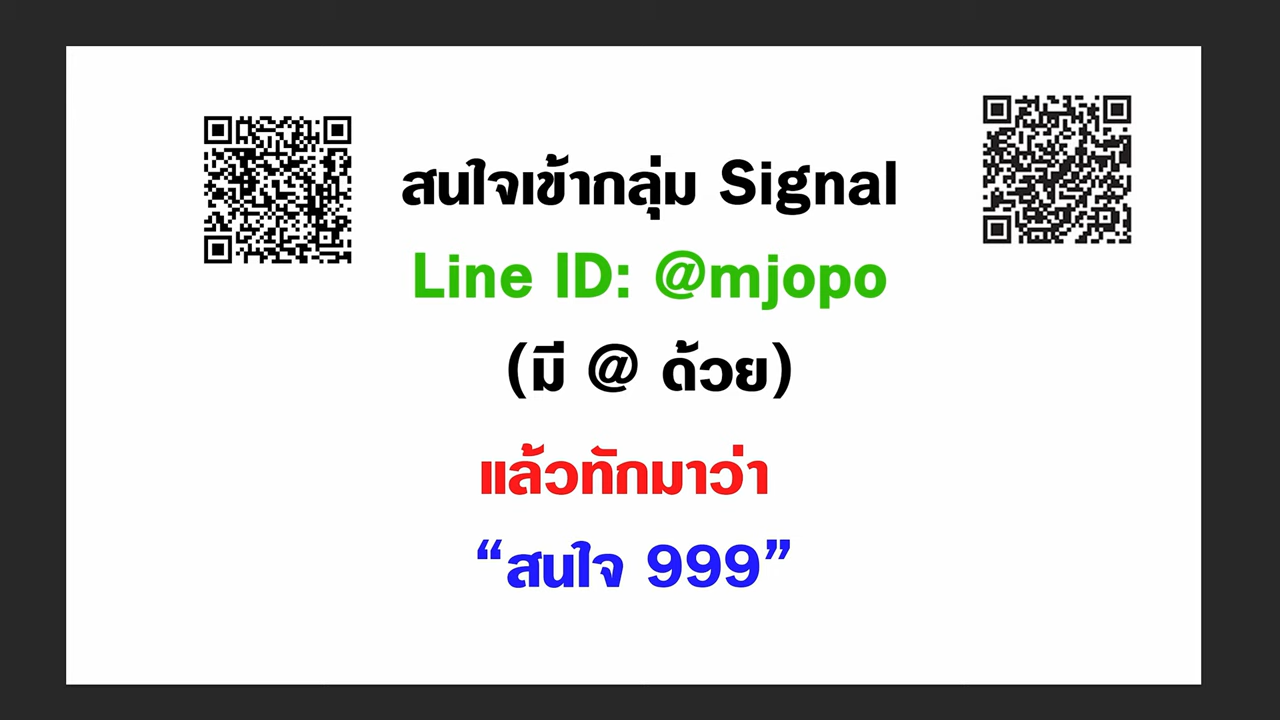 สนใจเข้ากลุ่ม Signal
Line ID: @mjopo
(มี @ ด้วย)
แล้วทักมาว่า
“สนใจ 999”